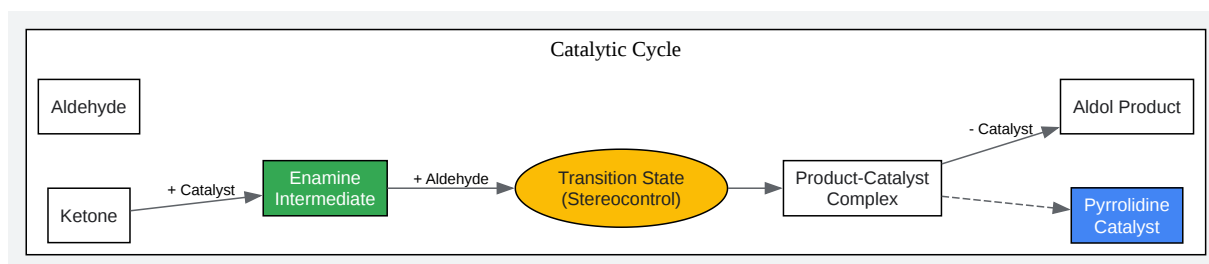 Catalytic Cycle
Aldehyde
Ketone
+ Catalyst
Enamine
Intermediate
+ Aldehyde
Transition State
(Stereocontrol)
Product-Catalyst
Complex
- Catalyst
Aldol Product
Pyrrolidine
Catalyst